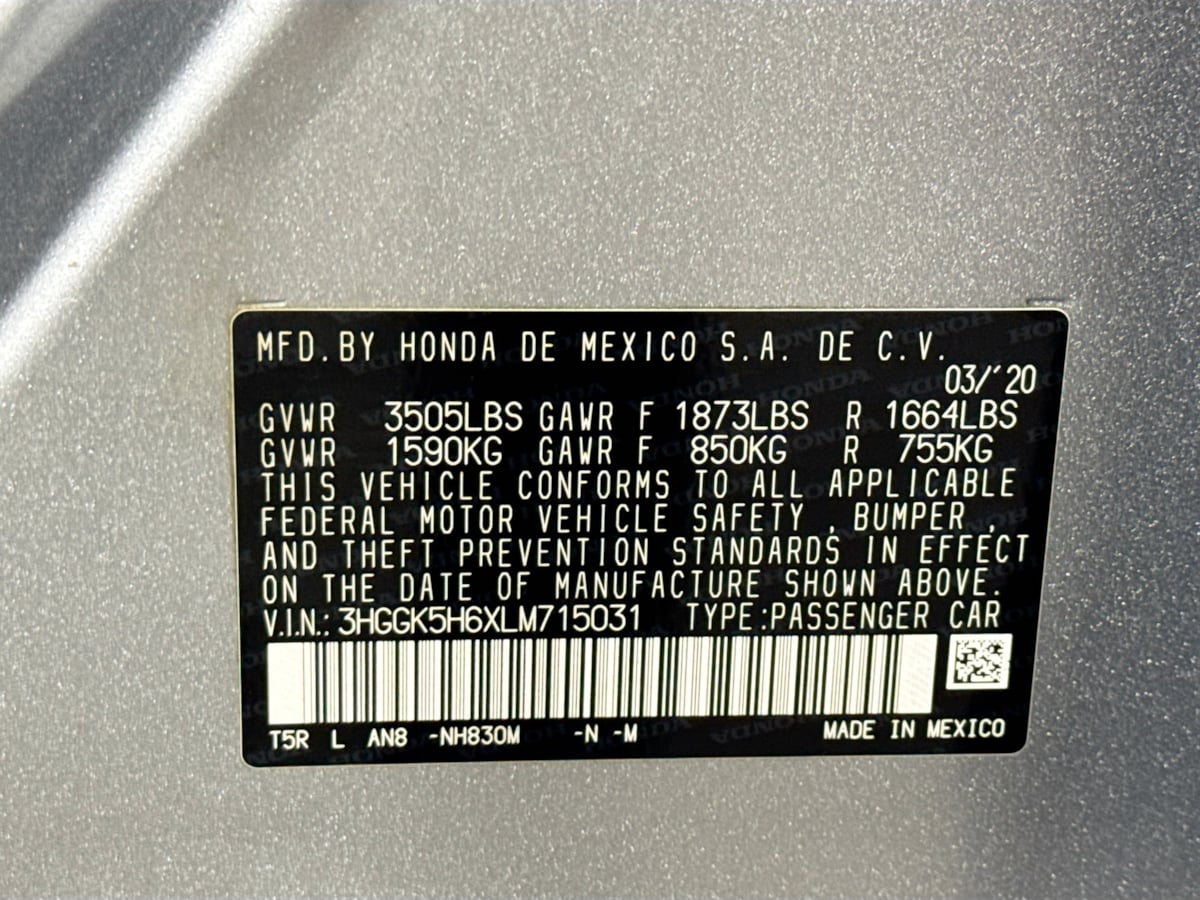 MFD.BY HONDA DE MEXICO S.A. DE C.V.
03/'20
GVWR 3505LBS GAWR F 1873LBS R 1664LBS
GVWR 1590KG GAWR F 850KG R 755KG
THIS VEHICLE CONFORMS TO ALL APPLICABLE
FEDERAL MOTOR VEHICLE SAFETY , BUMPER ,
AND THEFT PREVENTION STANDARDS IN EFFECT
ON THE DATE OF MANUFACTURE SHOWN ABOVE.
V.I.N.: 3HGGK5H6XLM715031 TYPE:PASSENGER CAR
T5R L AN8 -NH830M -N -M MADE IN MEXICO